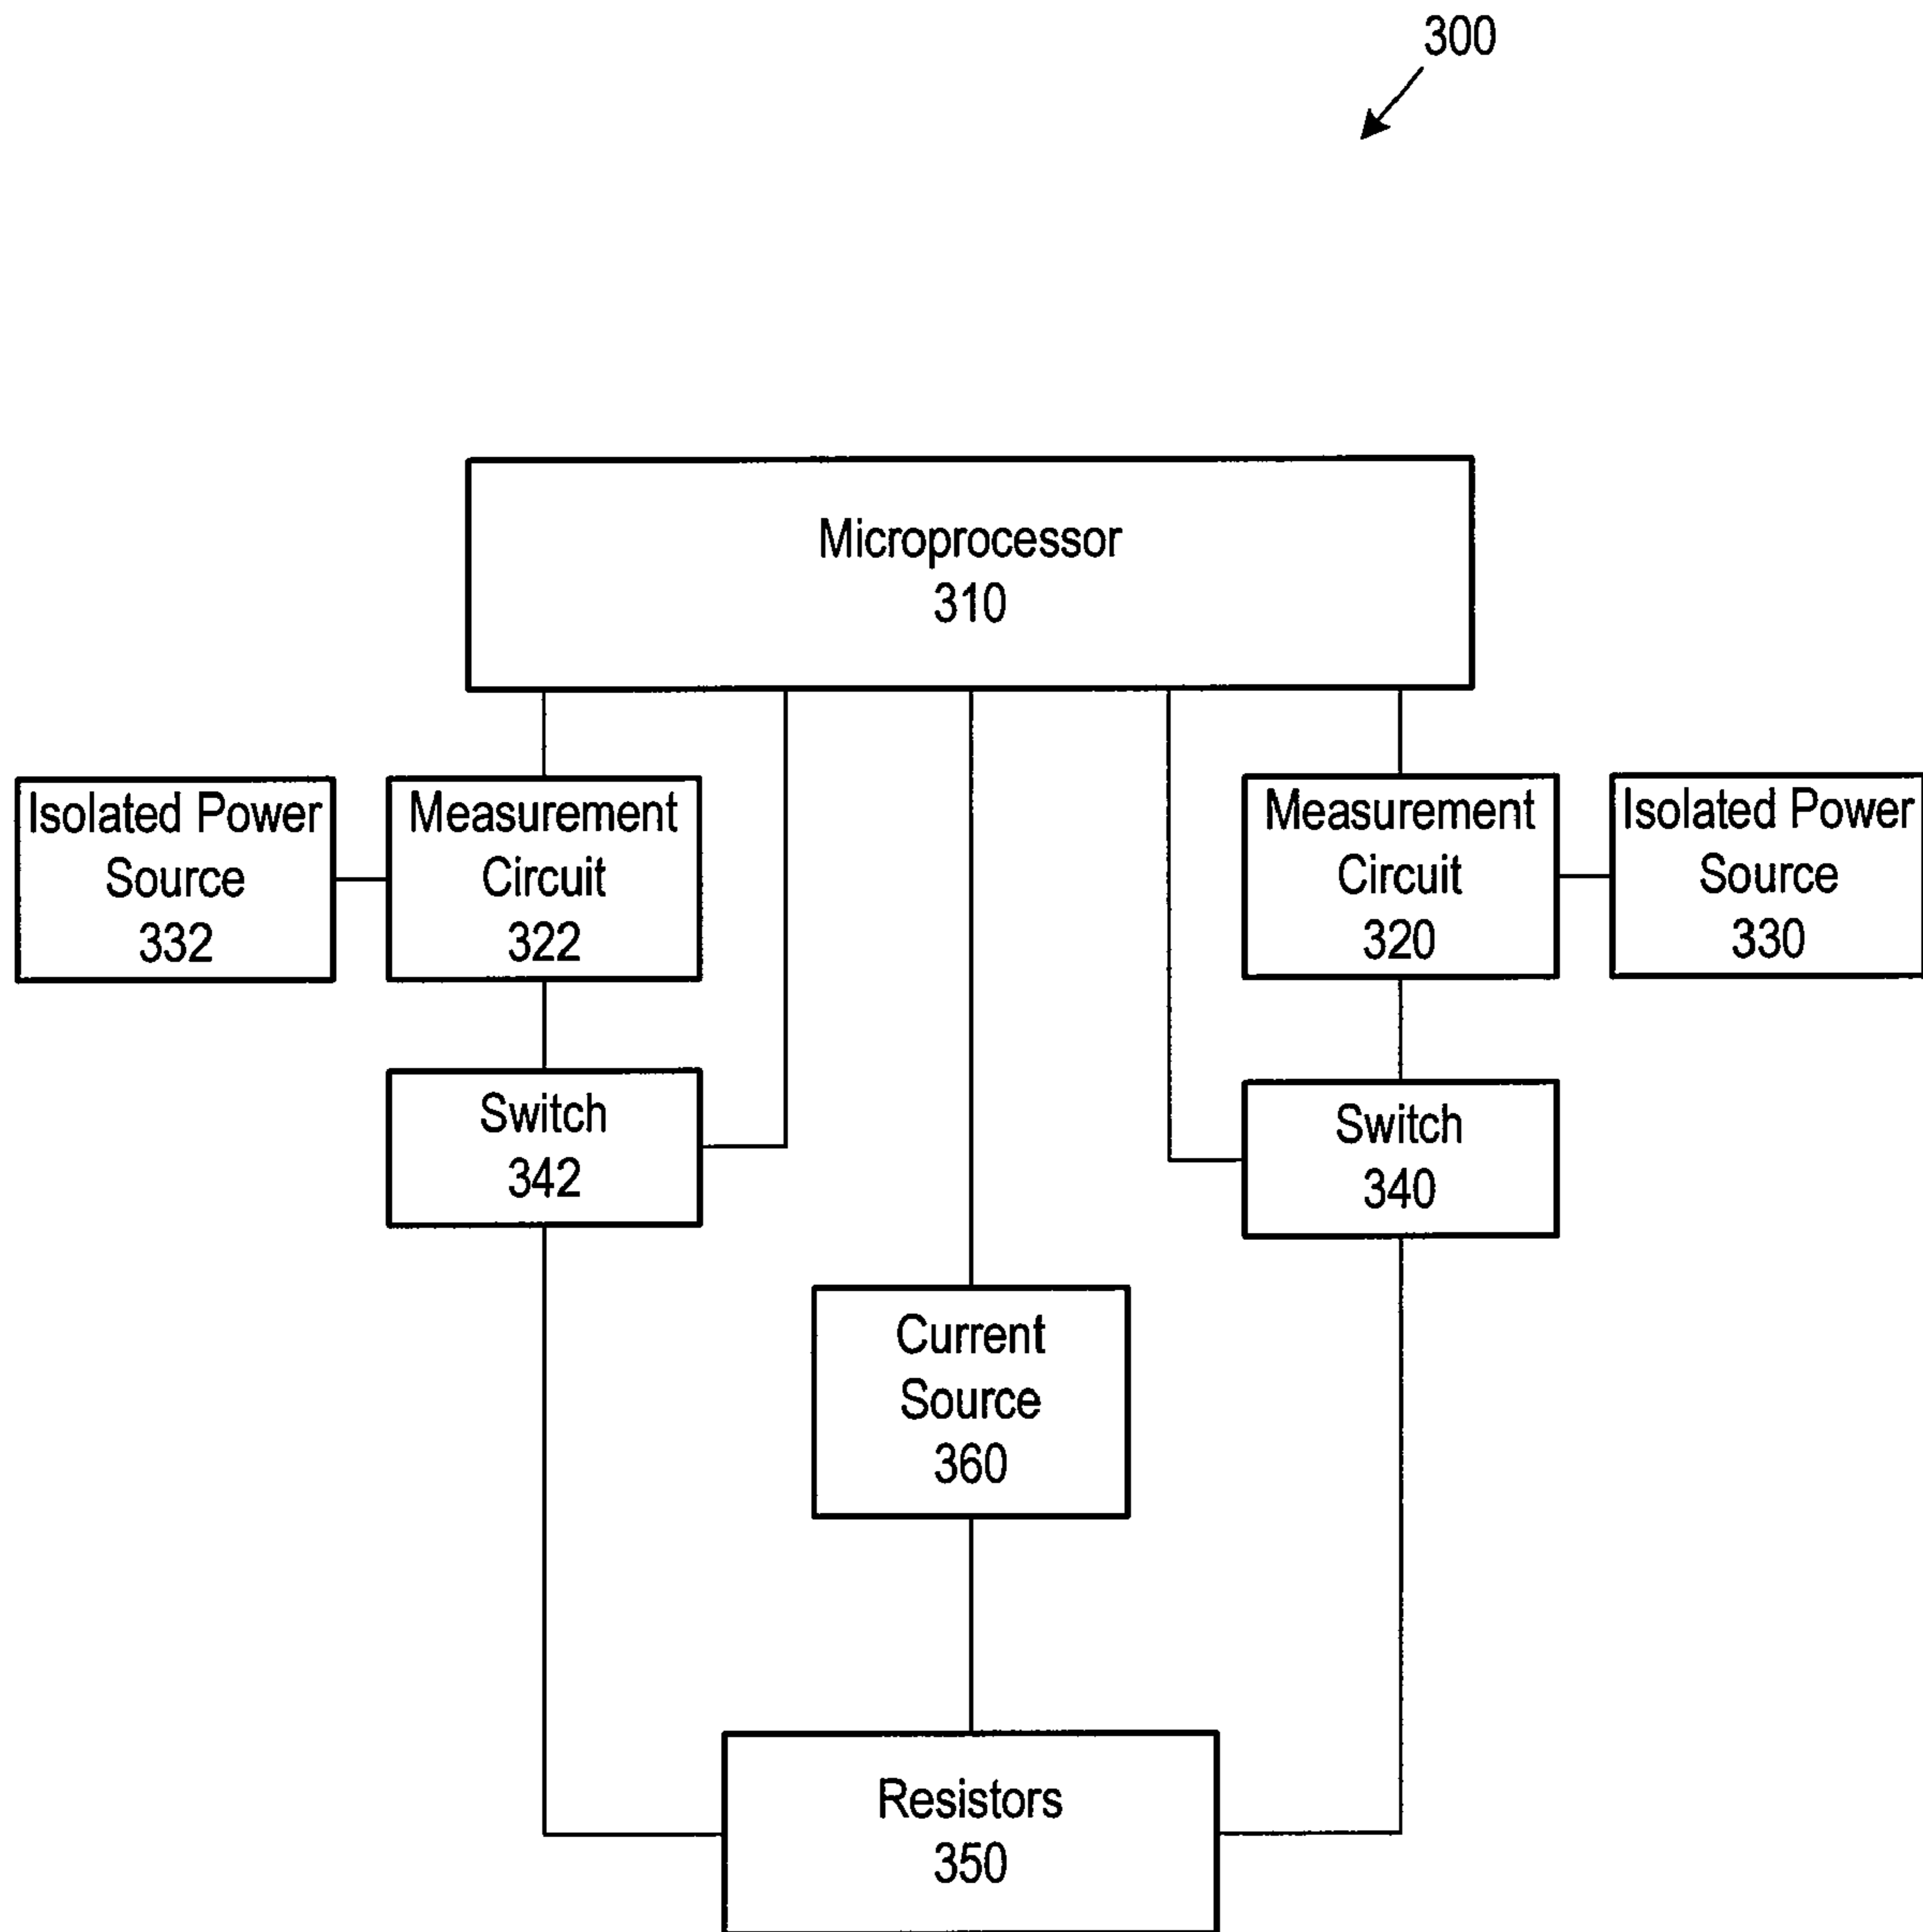 300
Microprocessor
310
Isolated Power
Source
332
Measurement
Circuit
322
Measurement
Circuit
320
Isolated Power
Source
330
Switch
342
Switch
340
Current
Source
360
Resistors
350